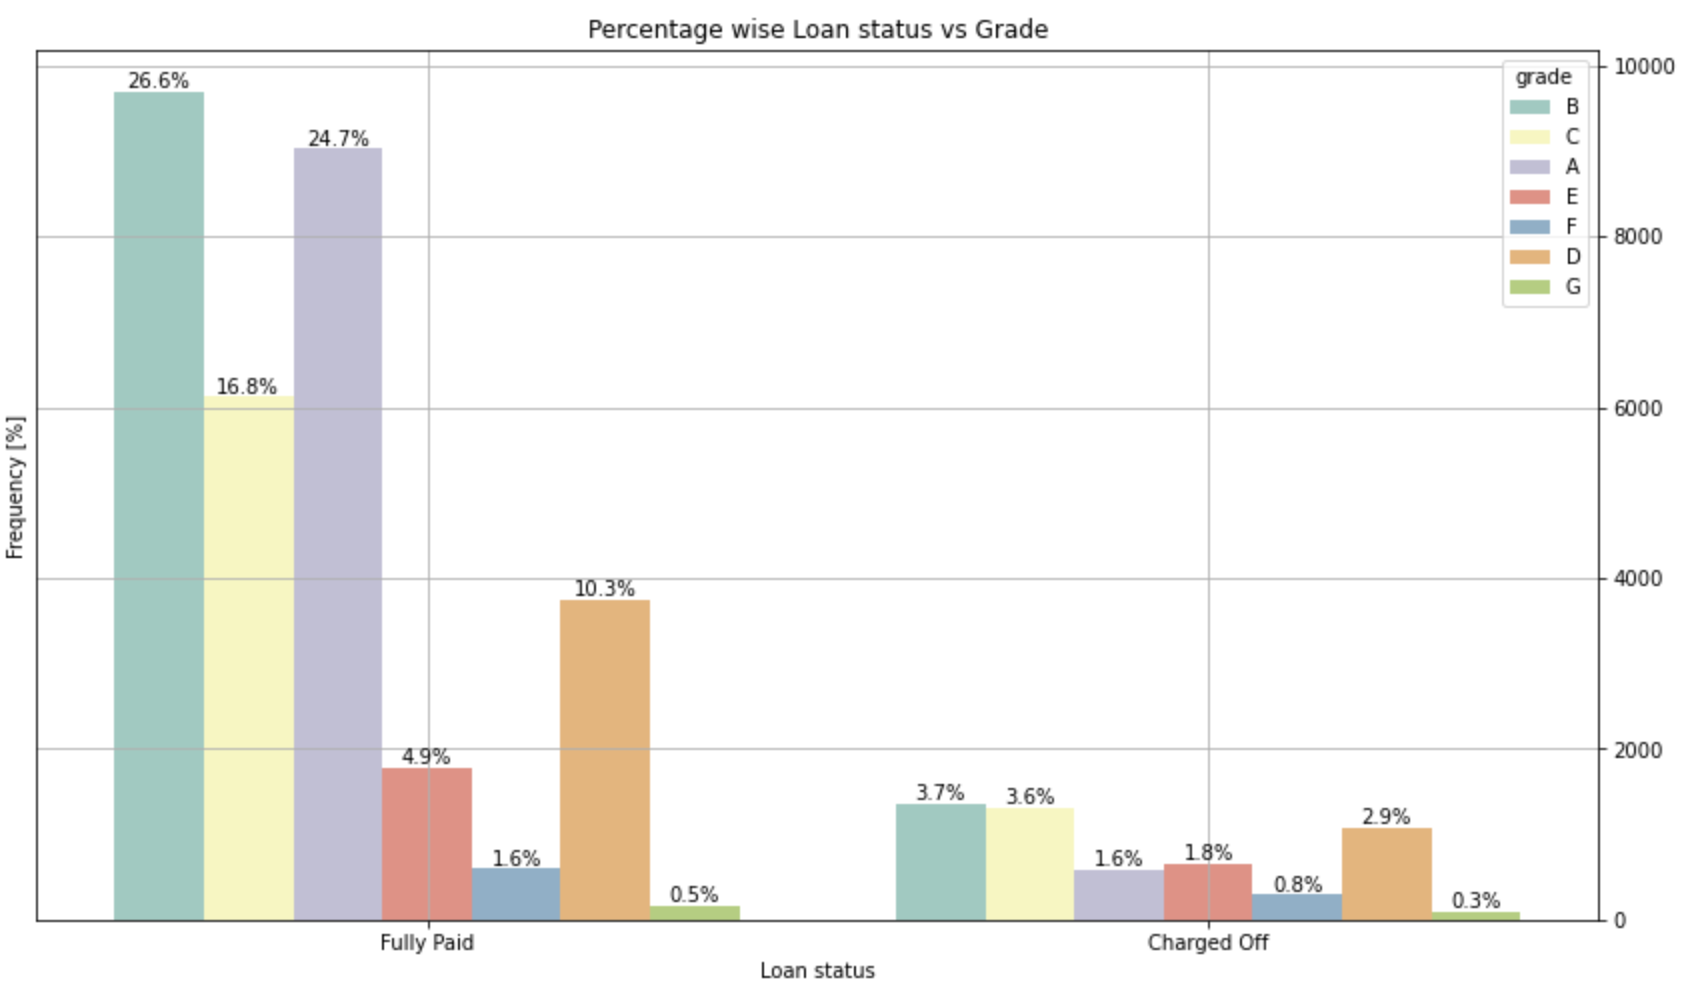 Percentage wise Loan status vs Grade
26.6%
24.7%
16.8%
10.3%
4.9%
1.6%
0.5%
3.7%
3.6%
1.6%
1.8%
0.8%
2.9%
0.3%
grade
B
C
A
E
F
D
G
10000
8000
6000
4000
2000
0
Frequency [%]
Fully Paid
Charged Off
Loan status